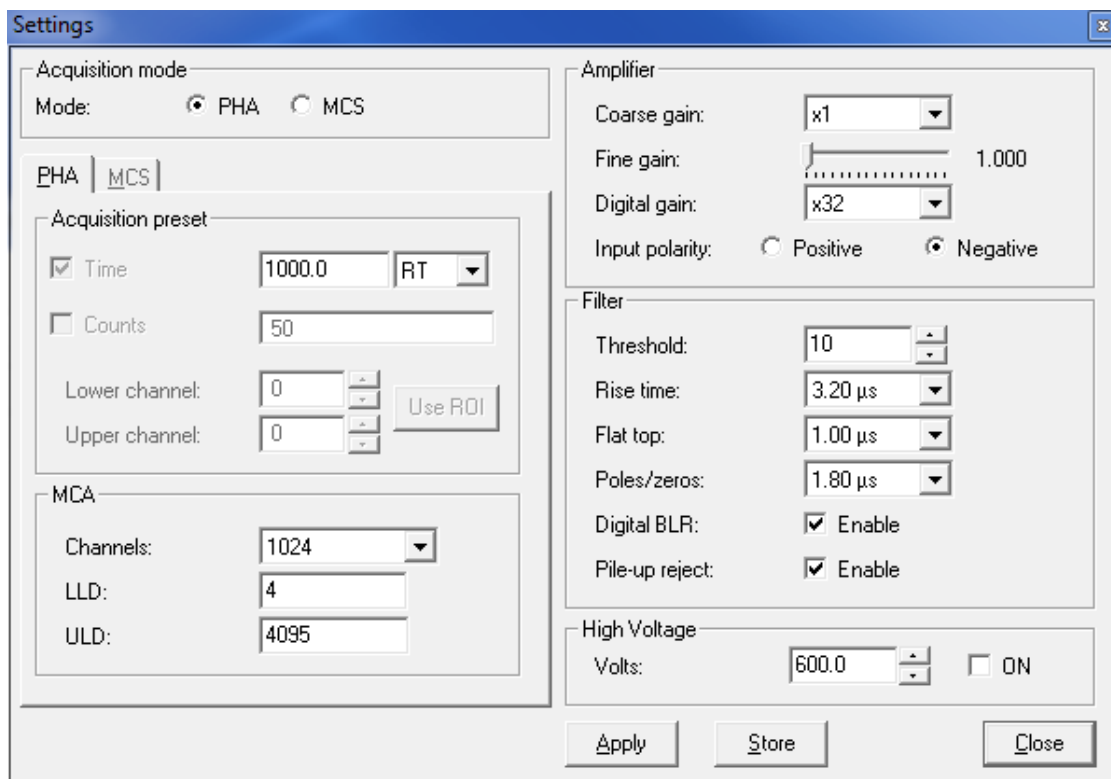 Settings
Acquisition mode
Mode: PHA MCS
PHA MCS
Acquisition preset
Time 1000.0 RT
Counts 50
Lower channel: 0
Upper channel: 0
Use ROI
MCA
Channels: 1024
LLD: 4
ULD: 4095
Amplifier
Coarse gain: x1
Fine gain: 1.000
Digital gain: x32
Input polarity: Positive Negative
Filter
Threshold: 10
Rise time: 3.20 µs
Flat top: 1.00 µs
Poles/zeros: 1.80 µs
Digital BLR: Enable
Pile-up reject: Enable
High Voltage
Volts: 600.0 ON
Apply Store Close